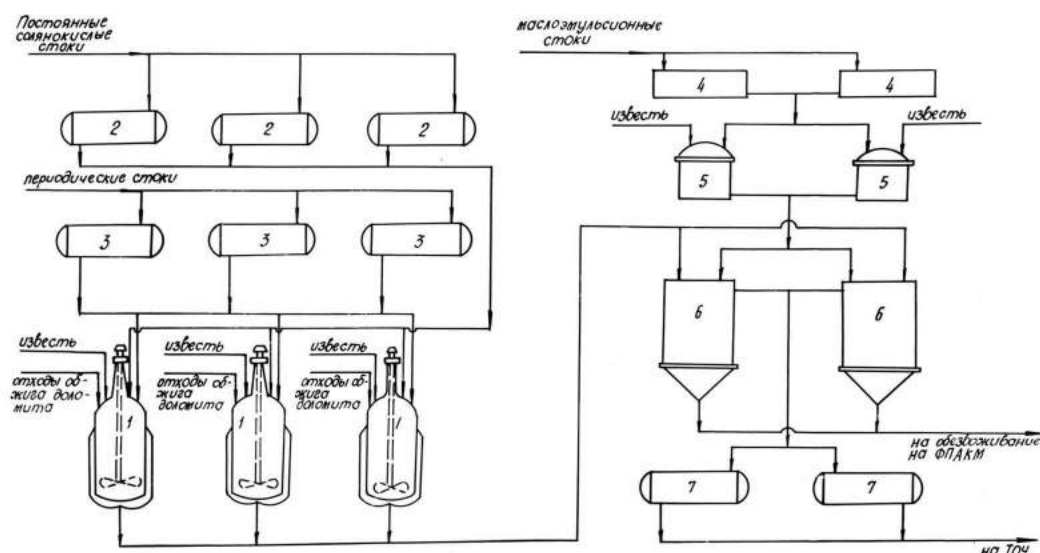 Постоянные
солянокислые
стоки
2
2
2
периодические стоки
3
3
3
известь
известь
известь
отходы об-
жига доло-
мита
отходы об-
жига доломита
отходы об-
жига доломита
1
1
1
маслоэмульсионные
стоки
4
4
известь
известь
5
5
6
6
на обезвоживание
на ФПАКМ
7
7
на ТОЧ